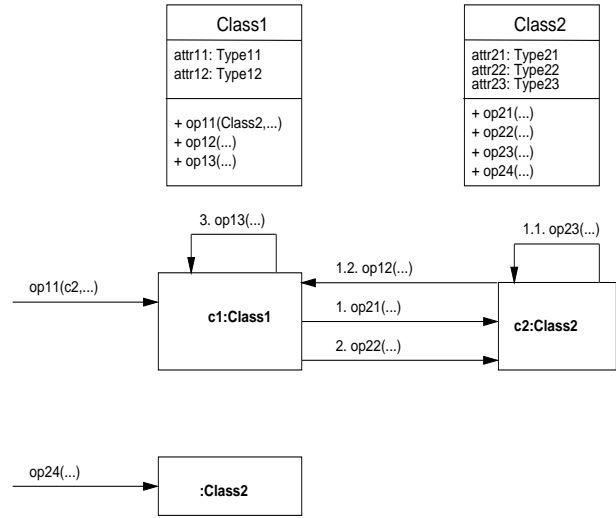 Class1
attr11: Type11
attr12: Type12
+ op11(Class2,...)
+ op12(...)
+ op13(...)
Class2
attr21: Type21
attr22: Type22
attr23: Type23
+ op21(...)
+ op22(...)
+ op23(...)
+ op24(...)
3. op13(...)
1.1. op23(...)
1.2. op12(...)
op11(c2,...)
c1:Class1
1. op21(...)
c2:Class2
2. op22(...)
op24(...)
:Class2